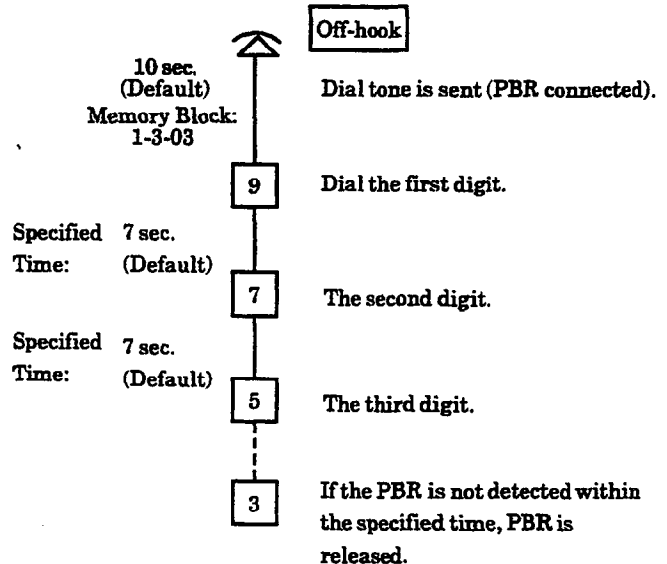 Off-hook
10 sec.
(Default)
Memory Block:
1-3-03
Dial tone is sent (PBR connected).
9
Dial the first digit.
Specified 7 sec.
Time: (Default)
7
The second digit.
Specified 7 sec.
Time: (Default)
5
The third digit.
3
If the PBR is not detected within
the specified time, PBR is
released.